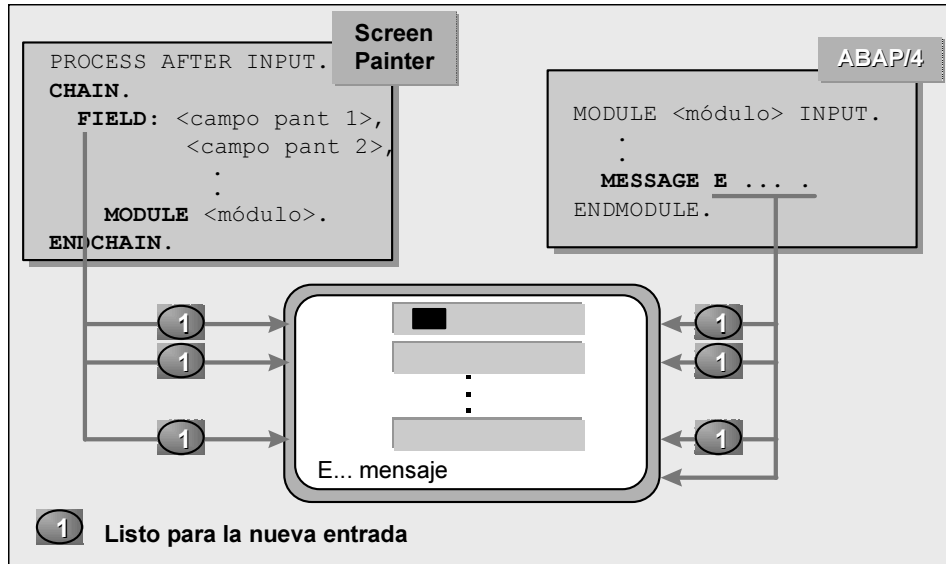 Screen
Painter
PROCESS AFTER INPUT.
CHAIN.
FIELD: <campo pant 1>,
<campo pant 2>,
.
.
MODULE <módulo>.
ENDCHAIN.
ABAP/4
MODULE <módulo> INPUT.
.
.
MESSAGE E ... .
ENDMODULE.
1 1
1 1
1 1
E... mensaje
1 Listo para la nueva entrada